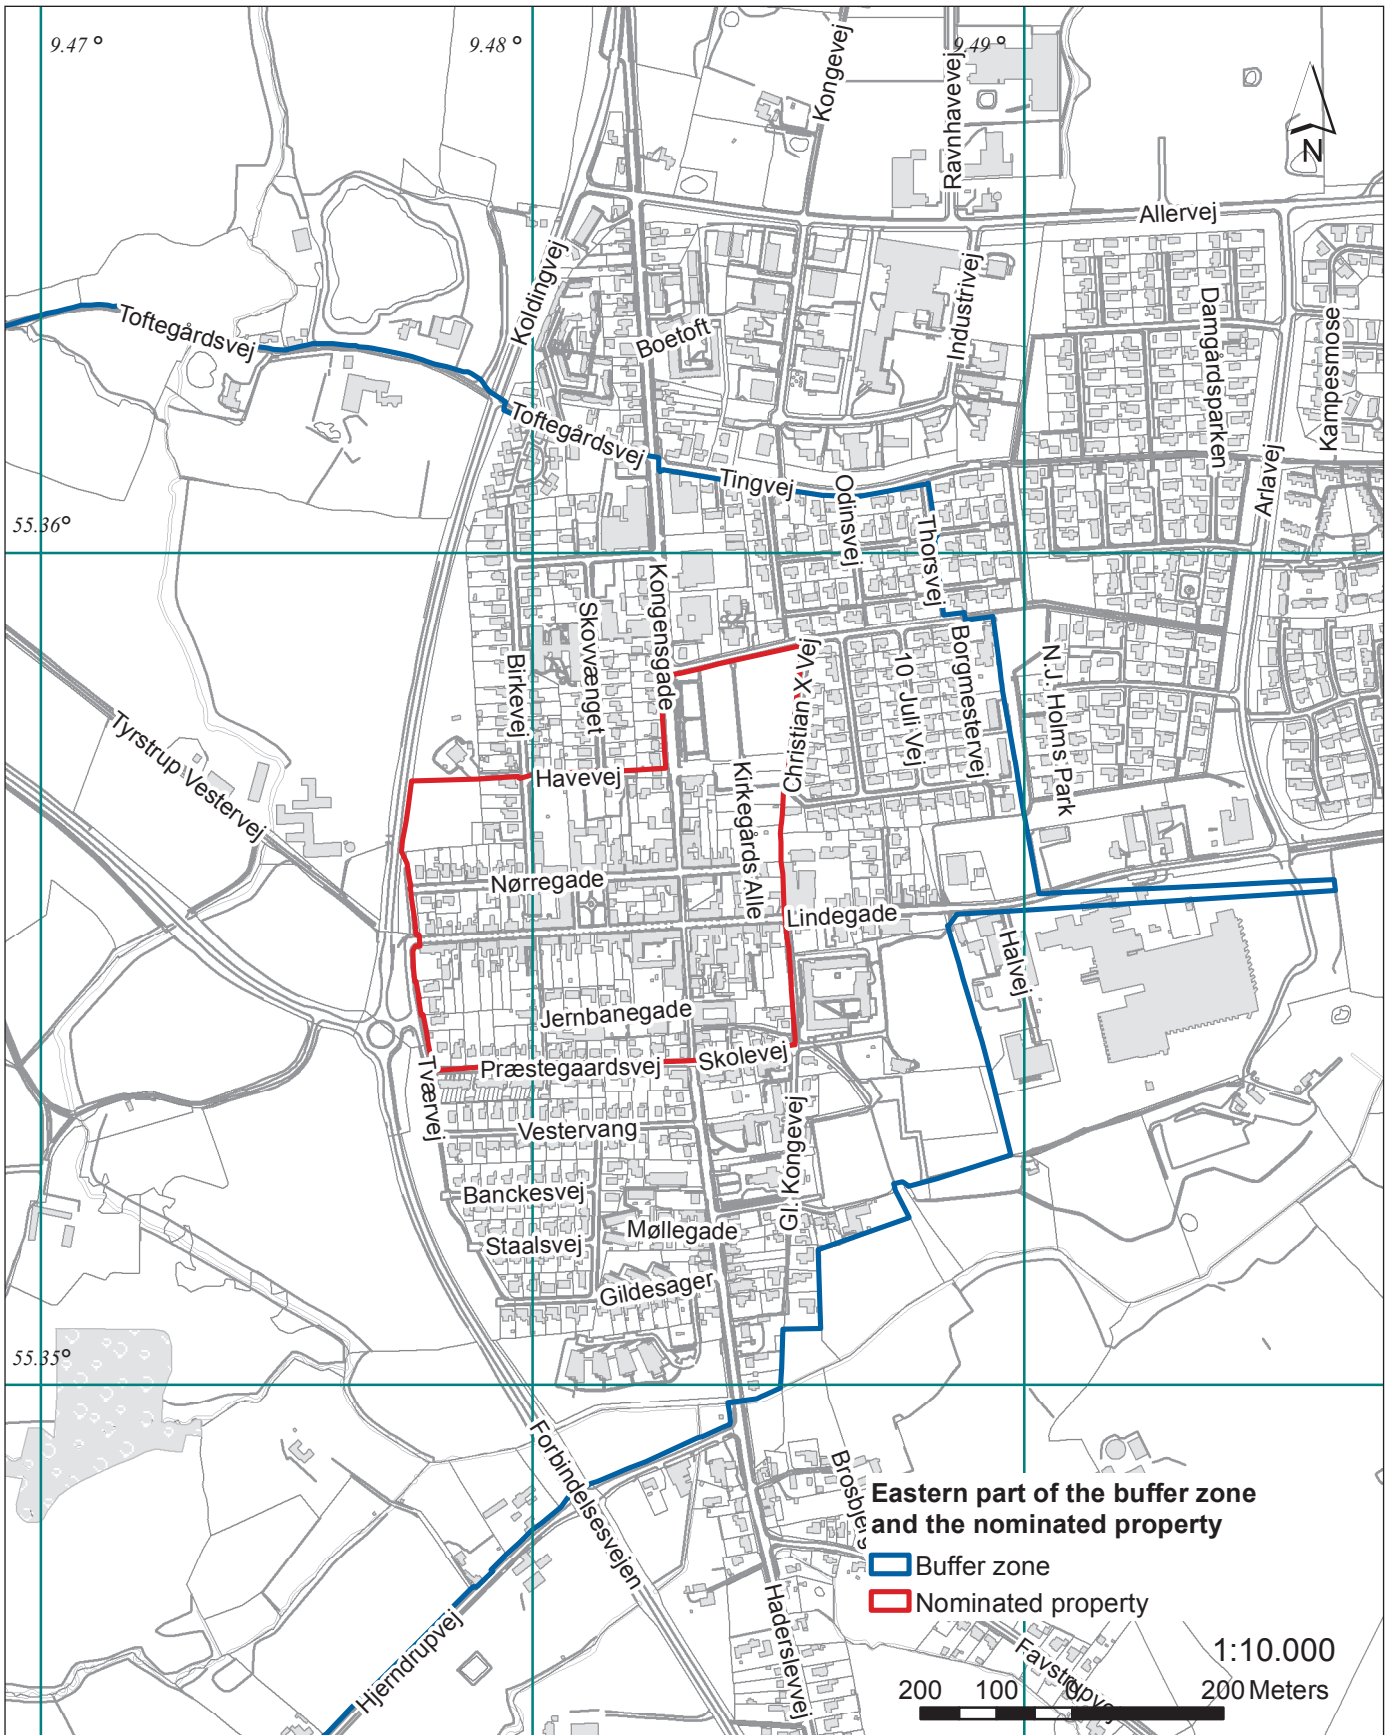 9.47 °
9.48 °
9.49 °
Kongevej
Ravnhavevej
N
Allervej
Koldingvej
Toftegårdsvej
Boetoft
Industrivej
Damgårdsparken
Kampesmose
Toftegårdsvej
Tingvej
Odinsvej
Arlavej
55.36°
Thorsvej
Kongensgade
Skovvænget
Birkevej
Christian X Vej
10 Juli Vej
Borgmestervej
N.J. Holms Park
Tyrstrup Vestervej
Havevej
Kirkegårds Alle
Nørregade
Lindegade
Halvej
Jernbanegade
Præstegaardsvej
Skolevej
Tværvej
Vestervang
Gl. Kongevej
Banckesvej
Møllegade
Staalsvej
Gildesager
55.35°
Forbindelsesvejen
Eastern part of the buffer zone
and the nominated property
Buffer zone
Nominated property
Haderslevvej
Hjerndrupvej
Favstrupvej
1:10.000
200 100 0 200 Meters